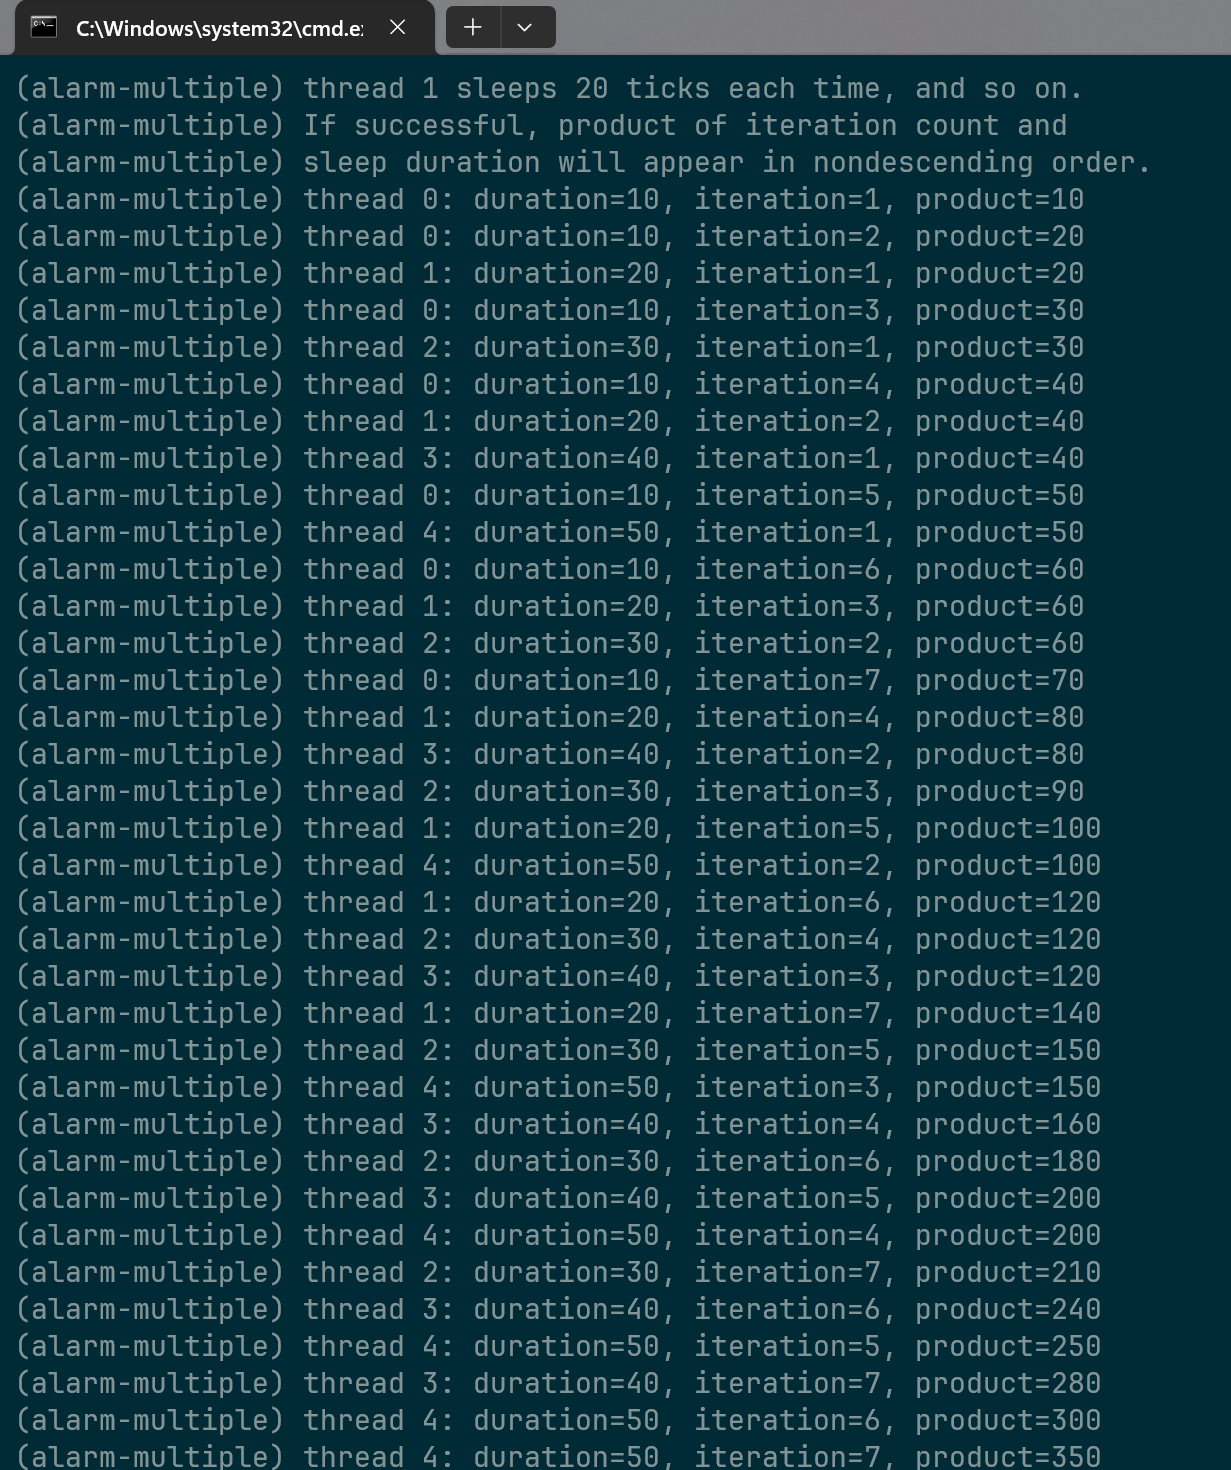 C:\Windows\system32\cmd.e
(alarm-multiple) thread 1 sleeps 20 ticks each time, and so on.
(alarm-multiple) If successful, product of iteration count and
(alarm-multiple) sleep duration will appear in nondescending order.
(alarm-multiple) thread 0: duration=10, iteration=1, product=10
(alarm-multiple) thread 0: duration=10, iteration=2, product=20
(alarm-multiple) thread 1: duration=20, iteration=1, product=20
(alarm-multiple) thread 0: duration=10, iteration=3, product=30
(alarm-multiple) thread 2: duration=30, iteration=1, product=30
(alarm-multiple) thread 0: duration=10, iteration=4, product=40
(alarm-multiple) thread 1: duration=20, iteration=2, product=40
(alarm-multiple) thread 3: duration=40, iteration=1, product=40
(alarm-multiple) thread 0: duration=10, iteration=5, product=50
(alarm-multiple) thread 4: duration=50, iteration=1, product=50
(alarm-multiple) thread 0: duration=10, iteration=6, product=60
(alarm-multiple) thread 1: duration=20, iteration=3, product=60
(alarm-multiple) thread 2: duration=30, iteration=2, product=60
(alarm-multiple) thread 0: duration=10, iteration=7, product=70
(alarm-multiple) thread 1: duration=20, iteration=4, product=80
(alarm-multiple) thread 3: duration=40, iteration=2, product=80
(alarm-multiple) thread 2: duration=30, iteration=3, product=90
(alarm-multiple) thread 1: duration=20, iteration=5, product=100
(alarm-multiple) thread 4: duration=50, iteration=2, product=100
(alarm-multiple) thread 1: duration=20, iteration=6, product=120
(alarm-multiple) thread 2: duration=30, iteration=4, product=120
(alarm-multiple) thread 3: duration=40, iteration=3, product=120
(alarm-multiple) thread 1: duration=20, iteration=7, product=140
(alarm-multiple) thread 2: duration=30, iteration=5, product=150
(alarm-multiple) thread 4: duration=50, iteration=3, product=150
(alarm-multiple) thread 3: duration=40, iteration=4, product=160
(alarm-multiple) thread 2: duration=30, iteration=6, product=180
(alarm-multiple) thread 3: duration=40, iteration=5, product=200
(alarm-multiple) thread 4: duration=50, iteration=4, product=200
(alarm-multiple) thread 2: duration=30, iteration=7, product=210
(alarm-multiple) thread 3: duration=40, iteration=6, product=240
(alarm-multiple) thread 4: duration=50, iteration=5, product=250
(alarm-multiple) thread 3: duration=40, iteration=7, product=280
(alarm-multiple) thread 4: duration=50, iteration=6, product=300
(alarm-multiple) thread 4: duration=50, iteration=7, product=350